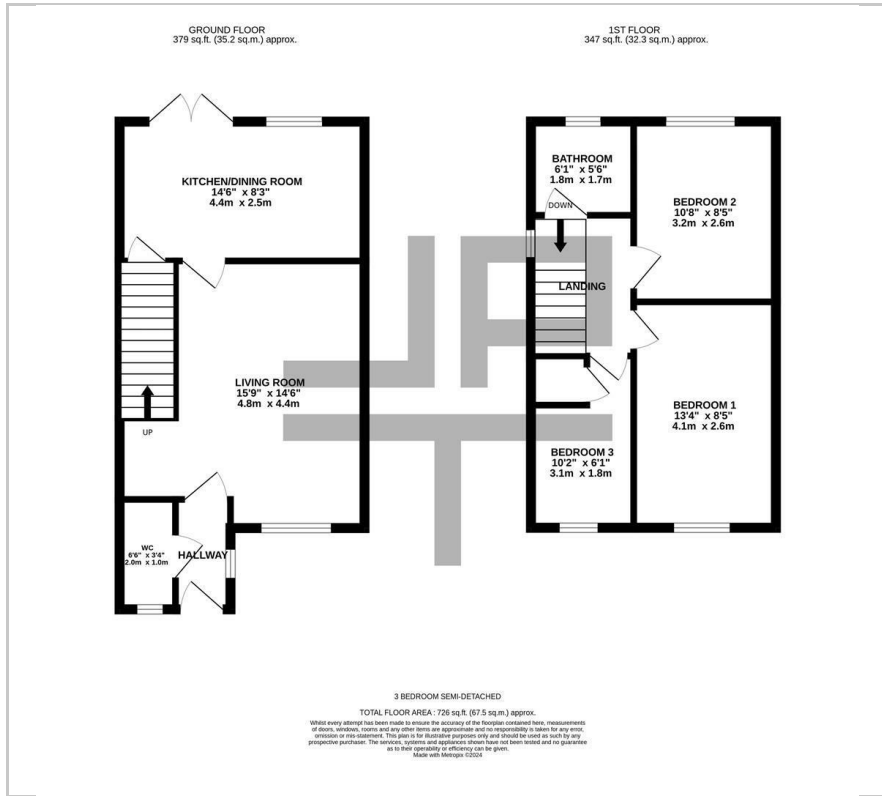 GROUND FLOOR
379 sq.ft. (35.2 sq.m.) approx.
1ST FLOOR
347 sq.ft. (32.3 sq.m.) approx.
KITCHEN/DINING ROOM
14'6" x 8'3"
4.4m x 2.5m
LIVING ROOM
15'9" x 14'6"
4.8m x 4.4m
UP
WC
6'6" x 3'4"
2.0m x 1.0m
HALLWAY
BATHROOM
6'1" x 5'6"
1.8m x 1.7m
DOWN
BEDROOM 2
10'8" x 8'5"
3.2m x 2.6m
LANDING
BEDROOM 1
13'4" x 8'5"
4.1m x 2.6m
BEDROOM 3
10'2" x 6'1"
3.1m x 1.8m
3 BEDROOM SEMI-DETACHED
TOTAL FLOOR AREA : 726 sq.ft. (67.5 sq.m.) approx.
Whilst every attempt has been made to ensure the accuracy of the floorplan contained here, measurements
of doors, windows, rooms and any other items are approximate and no responsibility is taken for any error,
omission or mis-statement. This plan is for illustrative purposes only and should be used as such by any
prospective purchaser. The services, systems and appliances shown have not been tested and no guarantee
as to their operability or efficiency can be given.
Made with Metropix ©2024